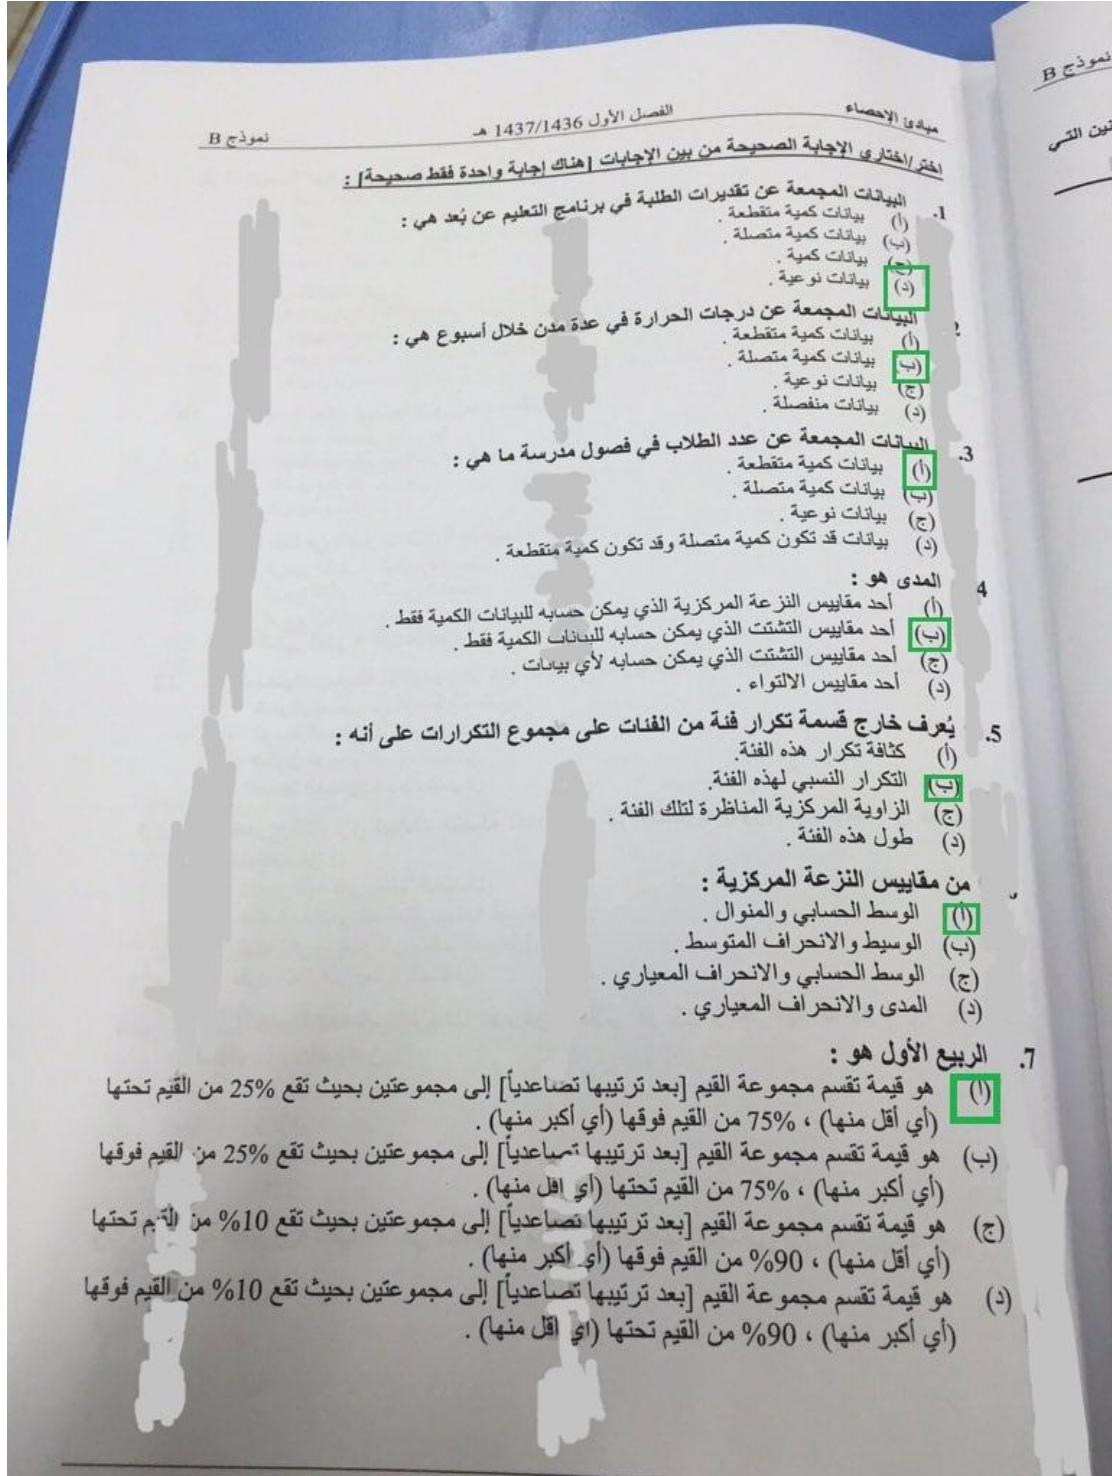 مبادئ الإحصاء الفصل الأول 1437/1436 هـ نموذج B
اختر/اختاري الإجابة الصحيحة من بين الإجابات [هناك إجابة واحدة فقط صحيحة] :
1. البيانات المجمعة عن تقديرات الطلبة في برنامج التعليم عن بُعد هي :
(أ) بيانات كمية متقطعة .
(ب) بيانات كمية متصلة .
(ج) بيانات كمية .
(د) بيانات نوعية .
2 البيانات المجمعة عن درجات الحرارة في عدة مدن خلال أسبوع هي :
(أ) بيانات كمية متقطعة .
(ب) بيانات كمية متصلة .
(ج) بيانات نوعية .
(د) بيانات منفصلة .
3. البيانات المجمعة عن عدد الطلاب في فصول مدرسة ما هي :
(أ) بيانات كمية متقطعة .
(ب) بيانات كمية متصلة .
(ج) بيانات نوعية .
(د) بيانات قد تكون كمية متصلة وقد تكون كمية متقطعة .
4 المدى هو :
(أ) أحد مقاييس النزعة المركزية الذي يمكن حسابه للبيانات الكمية فقط .
(ب) أحد مقاييس التشتت الذي يمكن حسابه للبيانات الكمية فقط .
(ج) أحد مقاييس التشتت الذي يمكن حسابه لأي بيانات .
(د) أحد مقاييس الالتواء .
5. يُعرف خارج قسمة تكرار فئة من الفئات على مجموع التكرارات على أنه :
(أ) كثافة تكرار هذه الفئة.
(ب) التكرار النسبي لهذه الفئة.
(ج) الزاوية المركزية المناظرة لتلك الفئة .
(د) طول هذه الفئة .
من مقاييس النزعة المركزية :
(أ) الوسط الحسابي والمنوال .
(ب) الوسيط والانحراف المتوسط .
(ج) الوسط الحسابي والانحراف المعياري .
(د) المدى والانحراف المعياري .
7. الربيع الأول هو :
(أ) هو قيمة تقسم مجموعة القيم [بعد ترتيبها تصاعدياً] إلى مجموعتين بحيث تقع 25% من القيم تحتها
(أي أقل منها) ، 75% من القيم فوقها (أي أكبر منها) .
(ب) هو قيمة تقسم مجموعة القيم [بعد ترتيبها تصاعدياً] إلى مجموعتين بحيث تقع 25% من القيم فوقها
(أي أكبر منها) ، 75% من القيم تحتها (أي اقل منها) .
(ج) هو قيمة تقسم مجموعة القيم [بعد ترتيبها تصاعدياً] إلى مجموعتين بحيث تقع 10% من القيم تحتها
(أي أقل منها) ، 90% من القيم فوقها (أي أكبر منها) .
(د) هو قيمة تقسم مجموعة القيم [بعد ترتيبها تصاعدياً] إلى مجموعتين بحيث تقع 10% من القيم فوقها
(أي أكبر منها) ، 90% من القيم تحتها (اي اقل منها) .
نموذج B
التي